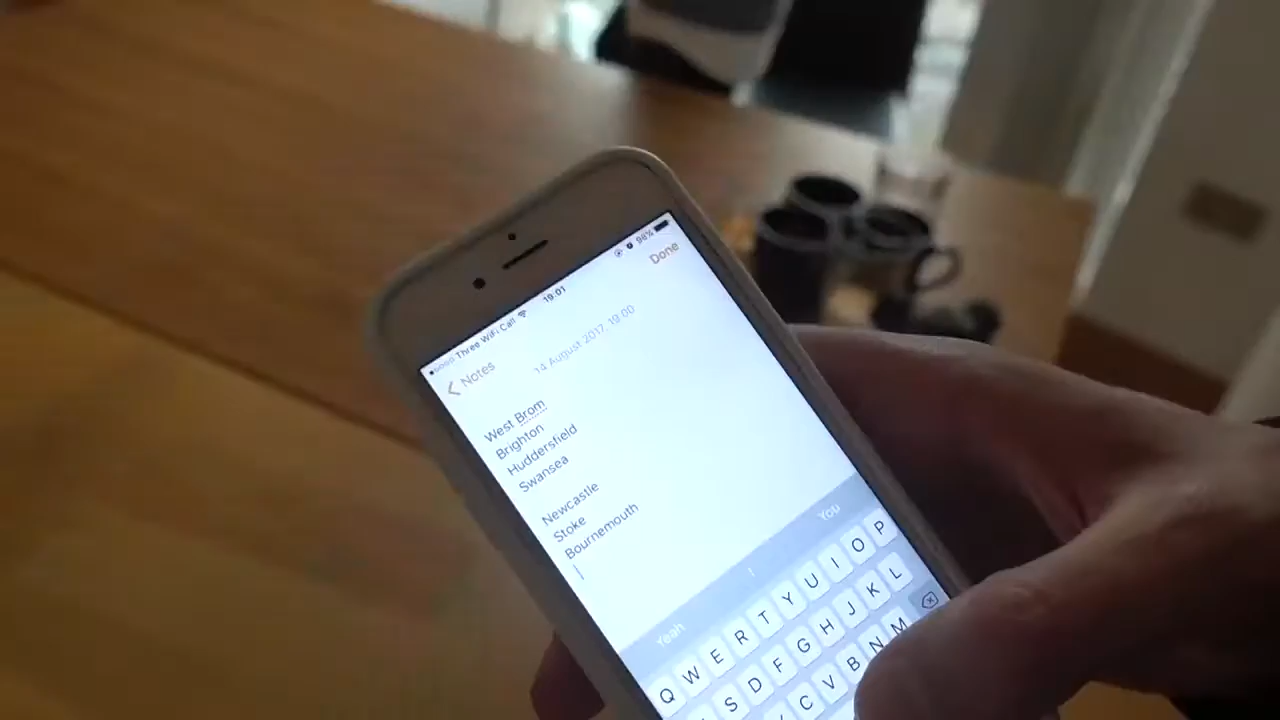 Three WiFi Call 19:01 98%
Notes Done
14 August 2017, 19:00
West Brom
Brighton
Huddersfield
Swansea
Newcastle
Stoke
Bournemouth
Yeah I You
Q W E R T Y U I O P
S D F G H J K L
C V B N M